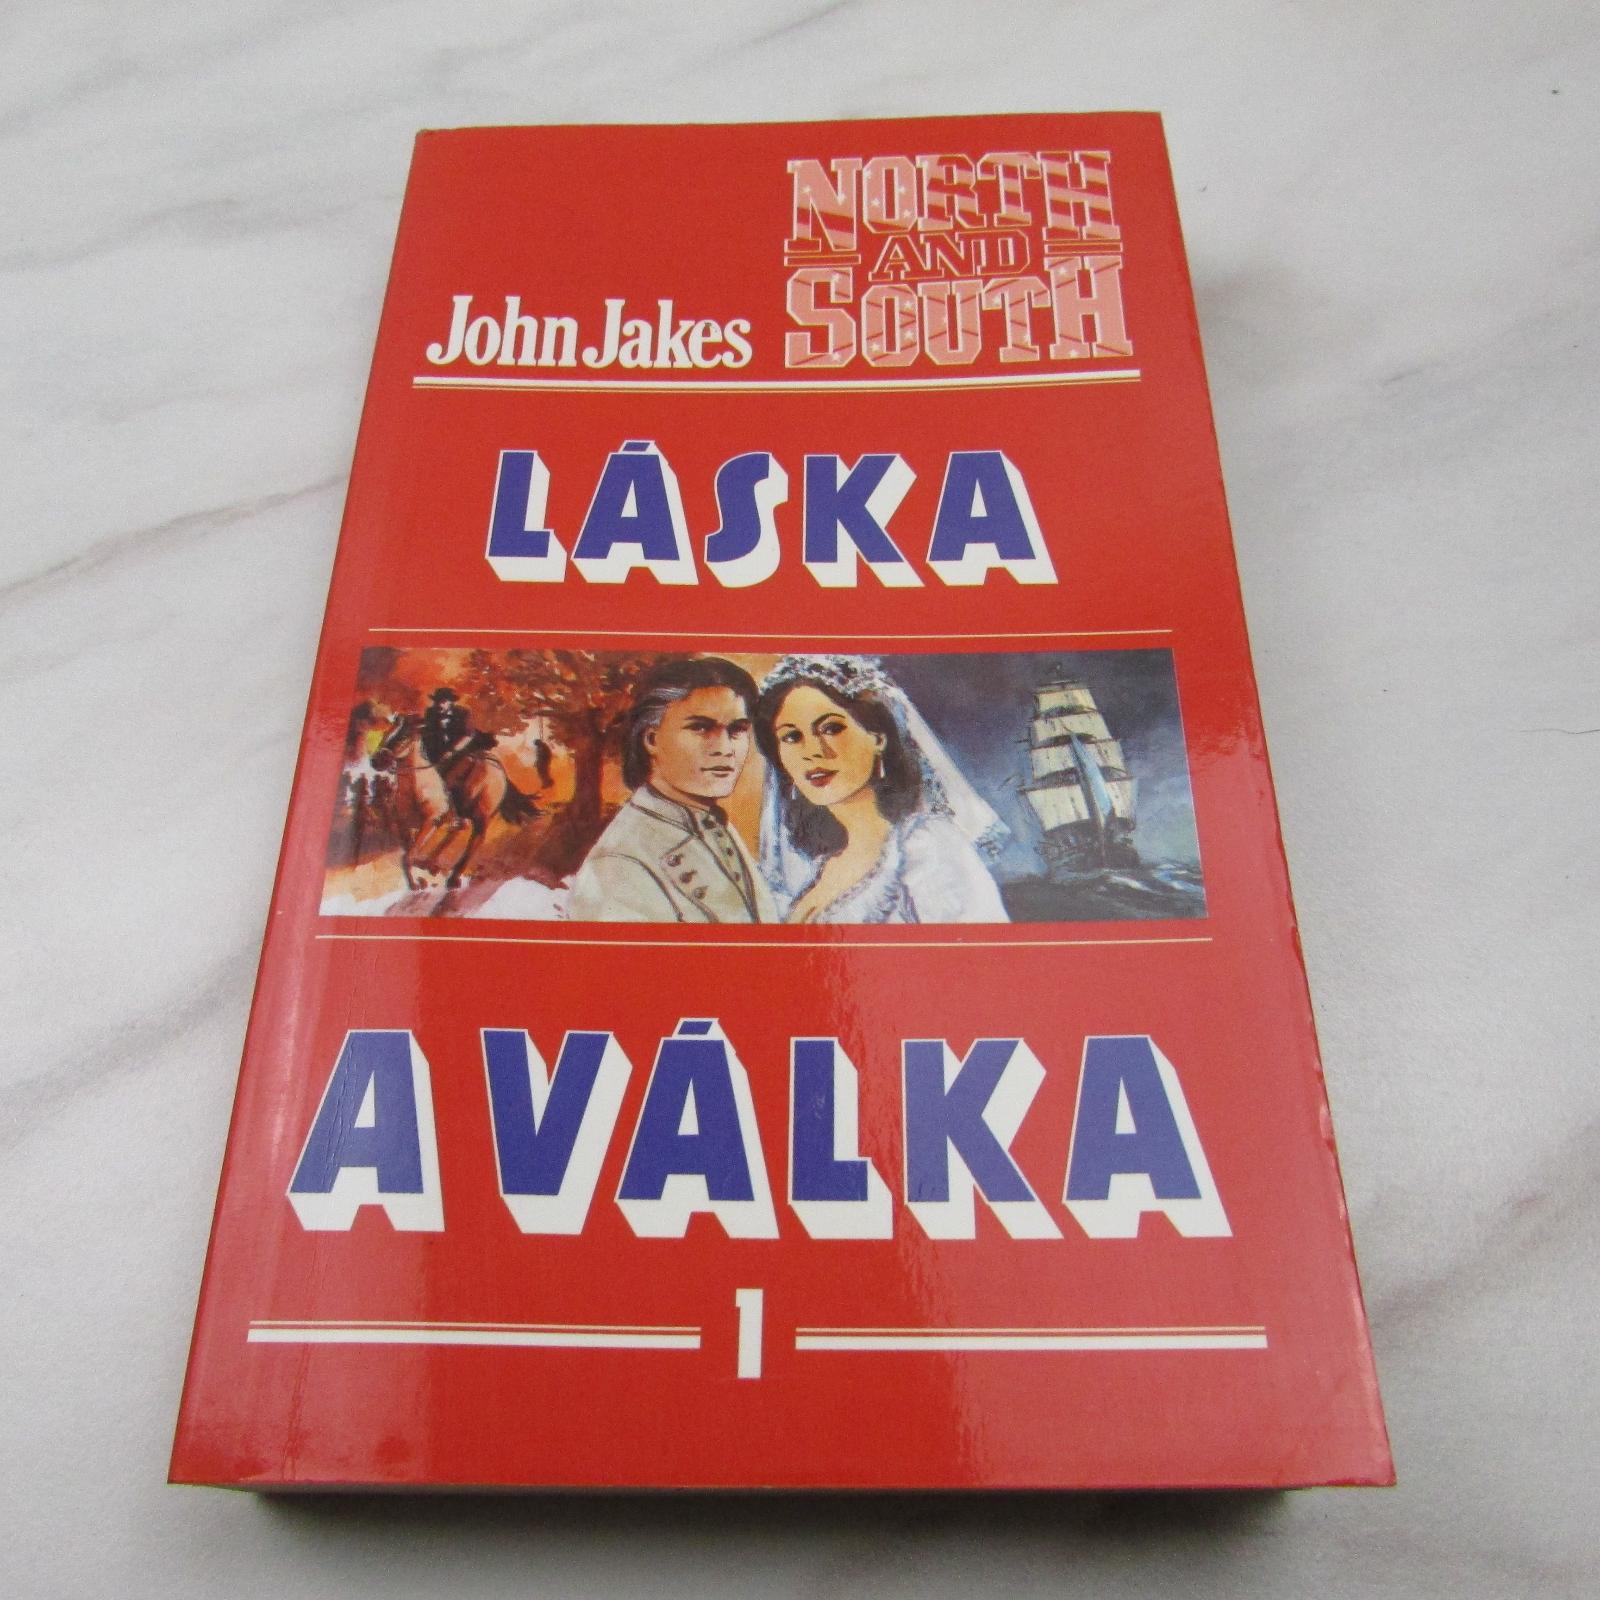 NORTH
AND
SOUTH
John Jakes
LÁSKA
A VÁLKA
1